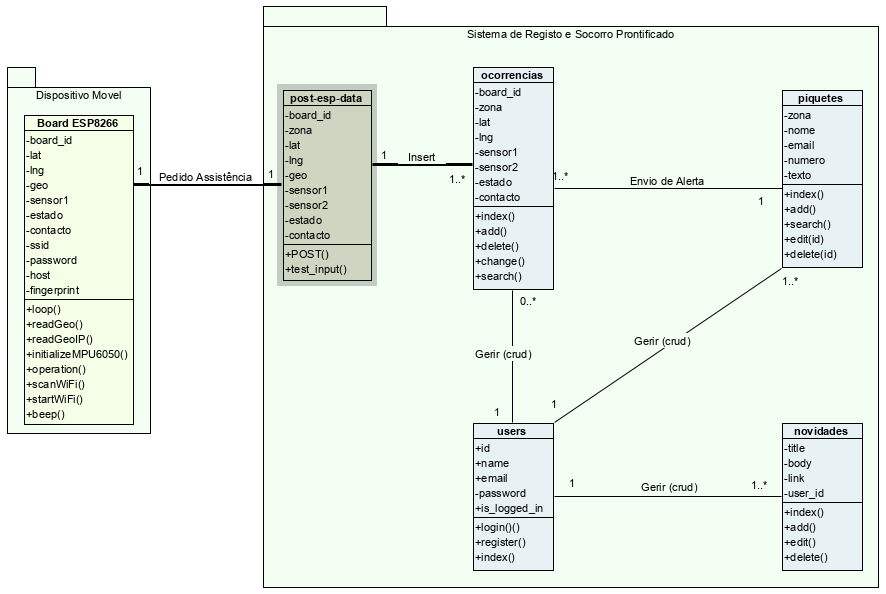 Sistema de Registo e Socorro Prontificado
Dispositivo Movel
Board ESP8266
-board_id
-lat
-lng
-geo
-sensor1
-estado
-contacto
-ssid
-password
-host
-fingerprint
+loop()
+readGeo()
+readGeoIP()
+initializeMPU6050()
+operation()
+scanWiFi()
+startWiFi()
+beep()
1
Pedido Assistência
1
post-esp-data
-board_id
-zona
-lat
-lng
-geo
-sensor1
-sensor2
-estado
-contacto
+POST()
+test_input()
1
Insert
1..*
ocorrencias
-board_id
-zona
-lat
-lng
-sensor1
-sensor2
-estado
-contacto
+index()
+add()
+delete()
+change()
+search()
1..*
Envio de Alerta
1
piquetes
-zona
-nome
-email
-numero
-texto
+index()
+add()
+search()
+edit(id)
+delete(id)
0..*
Gerir (crud)
1
1..*
Gerir (crud)
1
users
+id
+name
+email
-password
+is_logged_in
+login()()
+register()
+index()
1
Gerir (crud)
1..*
novidades
-title
-body
-link
-user_id
+index()
+add()
+edit()
+delete()